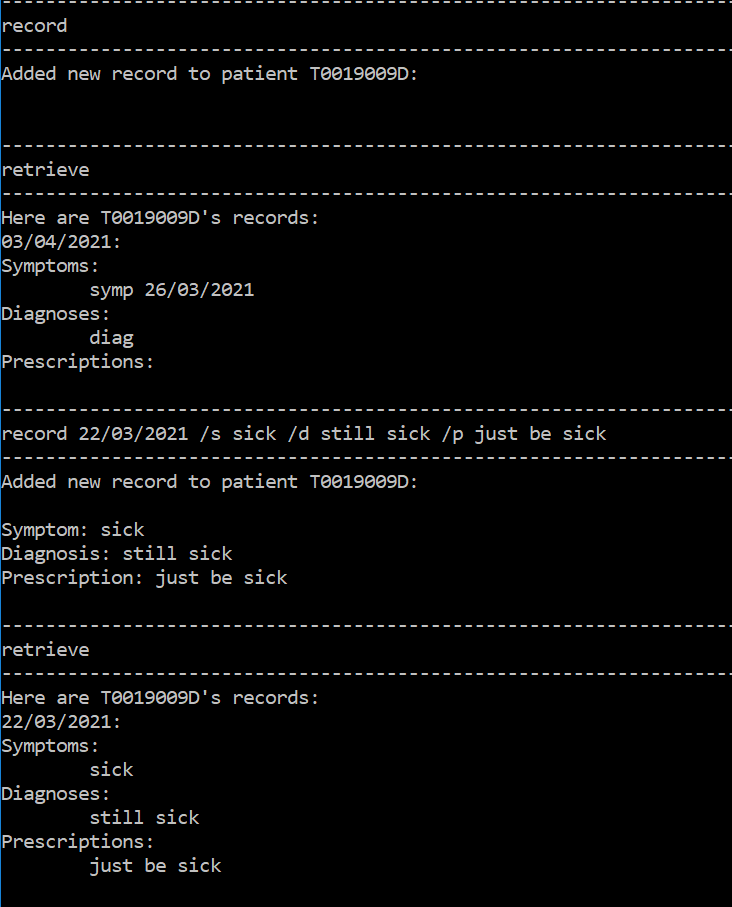 --------------------------------------------------------------------
record
--------------------------------------------------------------------
Added new record to patient T0019009D:
--------------------------------------------------------------------
retrieve
--------------------------------------------------------------------
Here are T0019009D's records:
03/04/2021:
Symptoms:
        symp 26/03/2021
Diagnoses:
        diag
Prescriptions:
--------------------------------------------------------------------
record 22/03/2021 /s sick /d still sick /p just be sick
--------------------------------------------------------------------
Added new record to patient T0019009D:
Symptom: sick
Diagnosis: still sick
Prescription: just be sick
--------------------------------------------------------------------
retrieve
--------------------------------------------------------------------
Here are T0019009D's records:
22/03/2021:
Symptoms:
        sick
Diagnoses:
        still sick
Prescriptions:
        just be sick